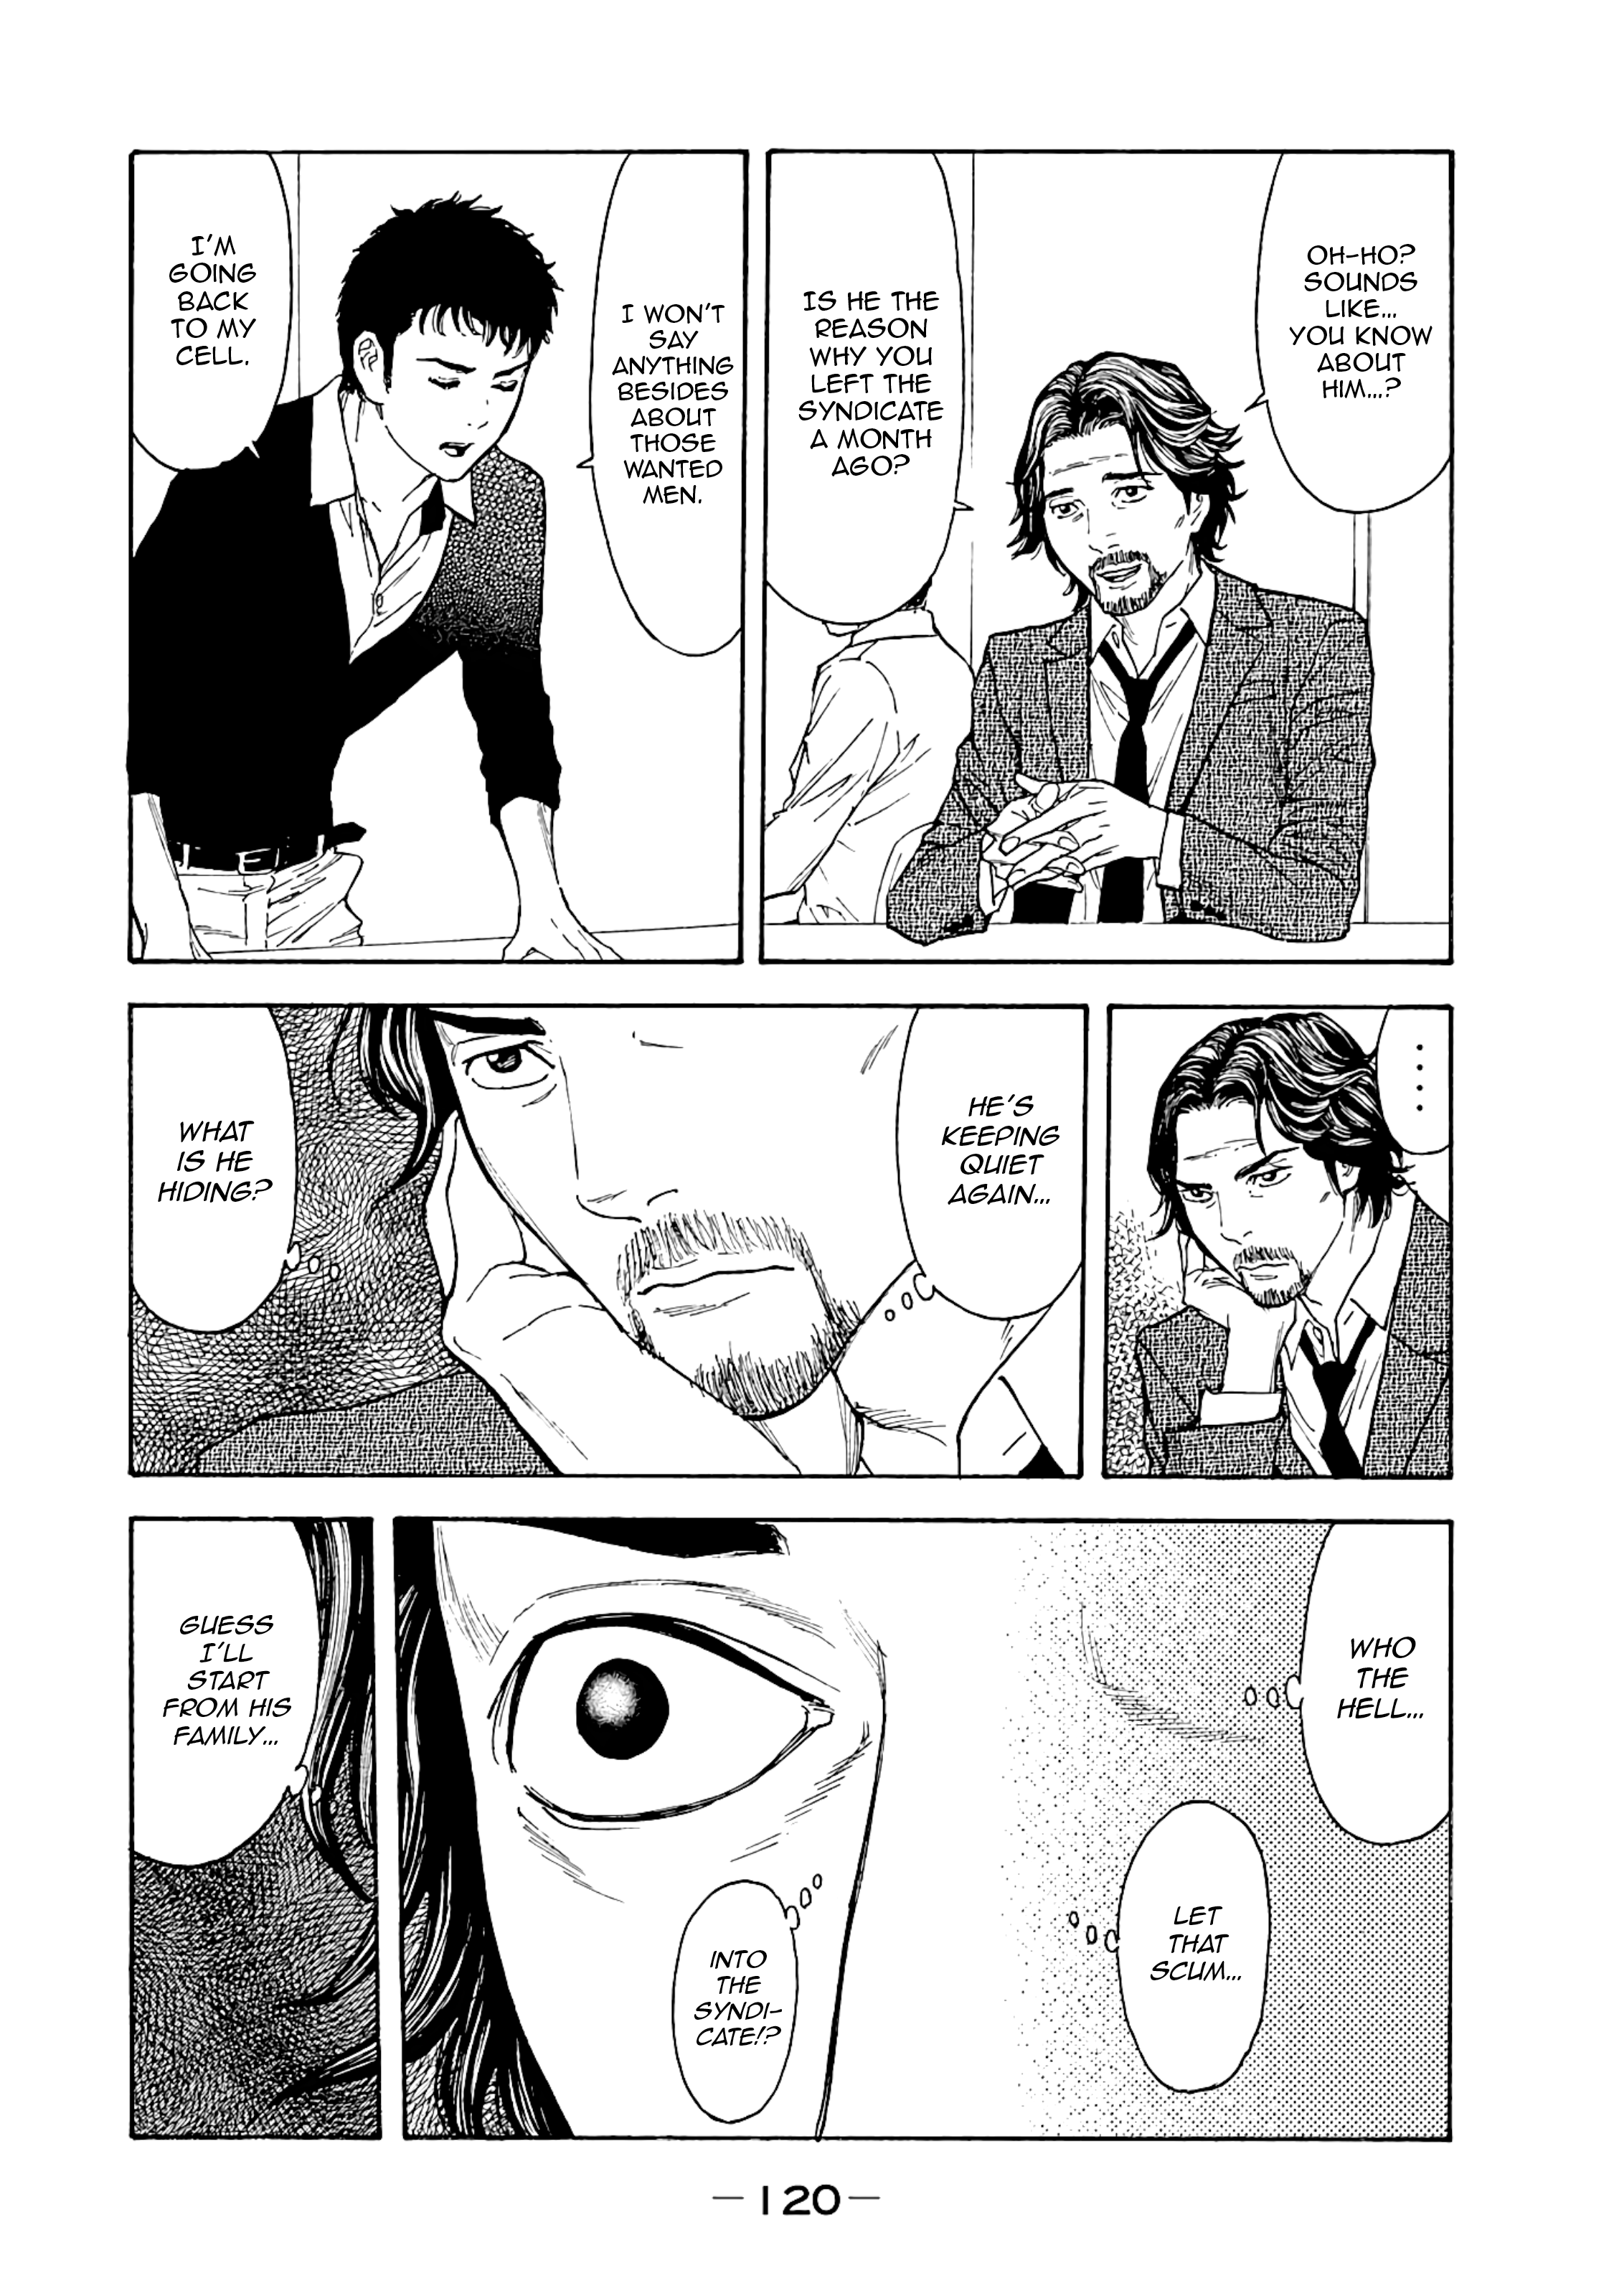 OH-HO?
SOUNDS
LIKE...
YOU KNOW
ABOUT
HIM...?
IS HE THE
REASON
WHY YOU
LEFT THE
SYNDICATE
A MONTH
AGO?
I WON'T
SAY
ANYTHING
BESIDES
ABOUT
THOSE
WANTED
MEN.
I'M
GOING
BACK
TO MY
CELL.
....
HE'S
KEEPING
QUIET
AGAIN...
WHAT
IS HE
HIDING?
WHO
THE
HELL...
LET
THAT
SCUM...
INTO
THE
SYNDI-
CATE!?
GUESS
I'LL
START
FROM HIS
FAMILY...
—120—